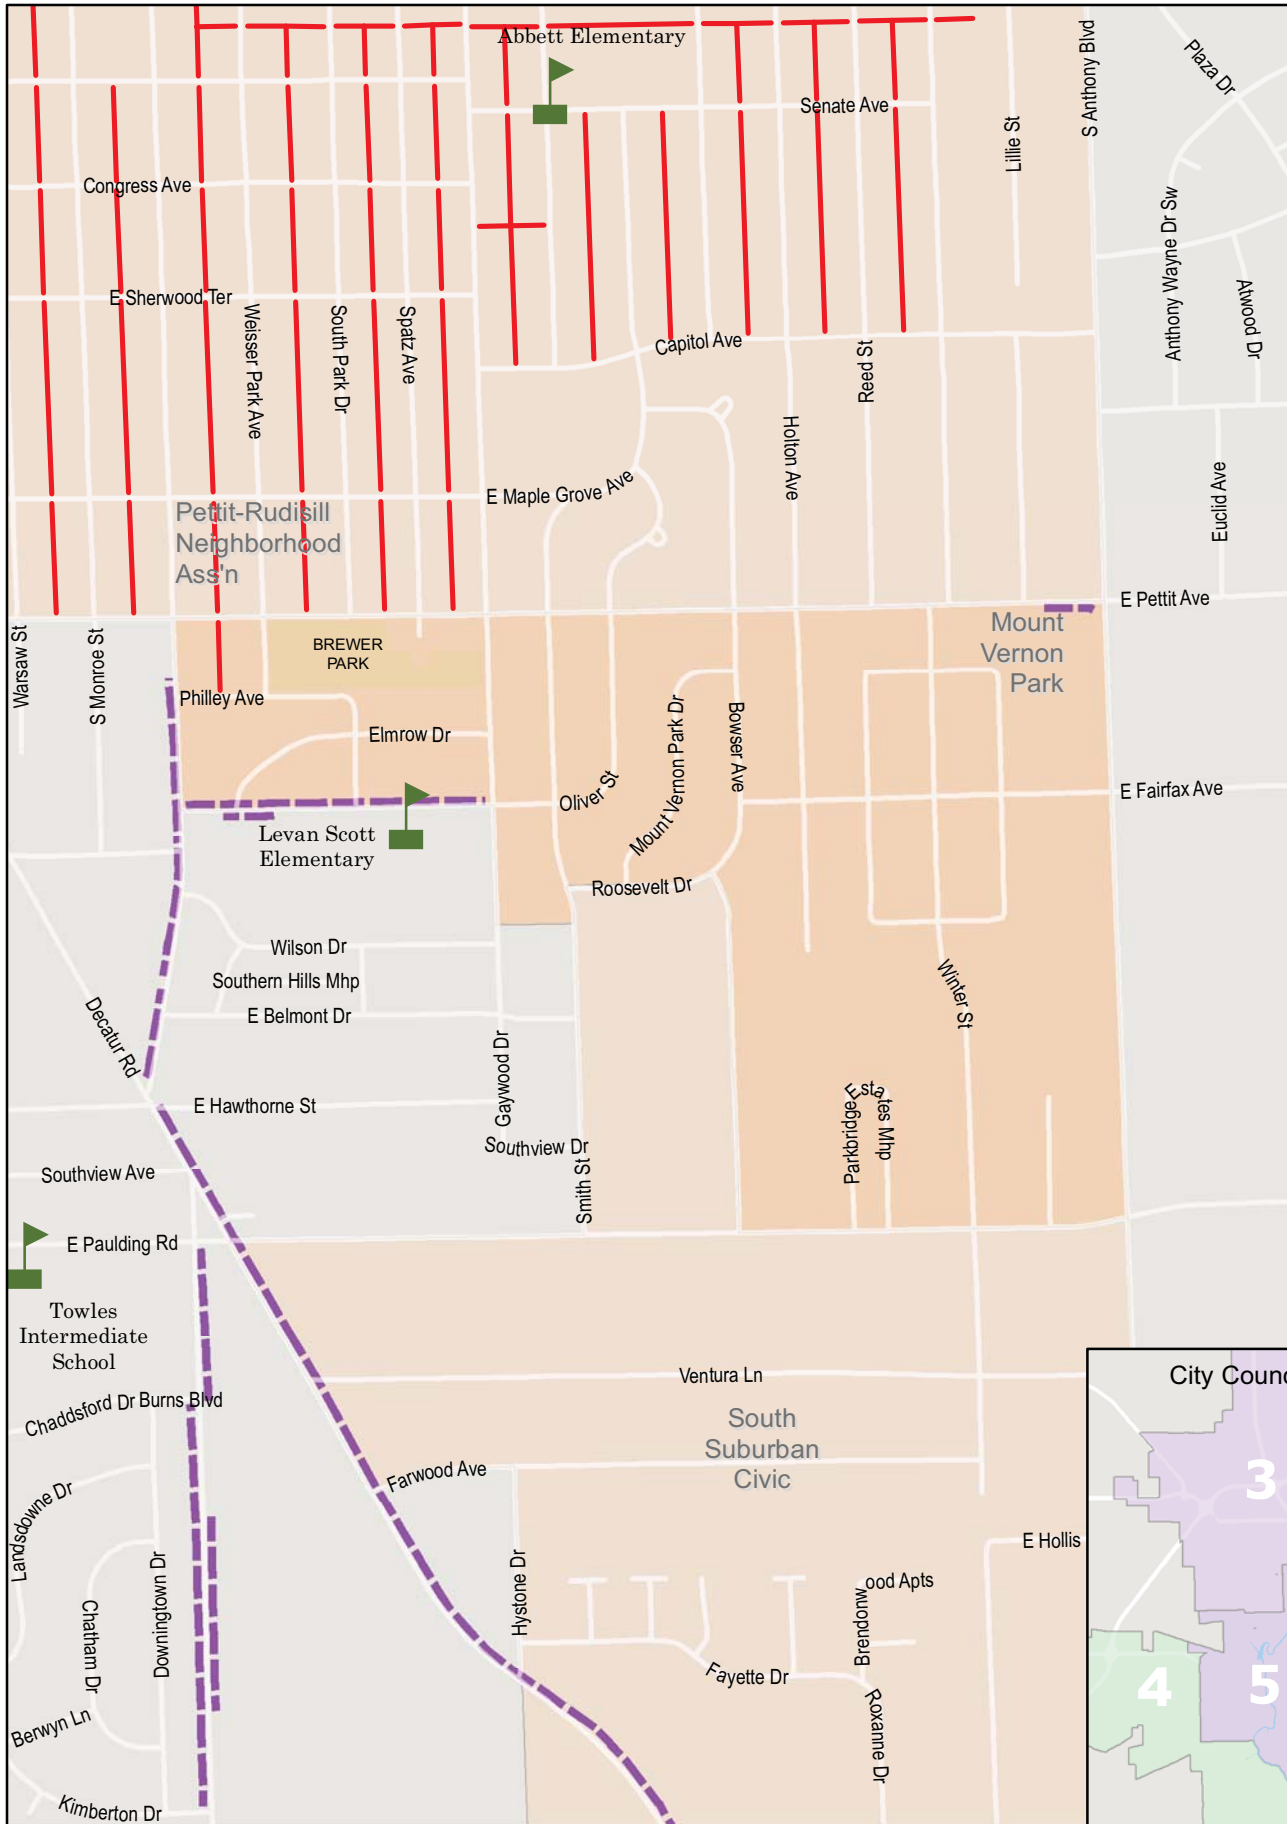 Abbett Elementary
S Anthony Blvd
Plaza Dr
Senate Ave
Lillie St
Congress Ave
Anthony Wayne Dr Sw
E Sherwood Ter
Weisser Park Ave
South Park Dr
Spatz Ave
Atwood Dr
Capitol Ave
Reed St
Holton Ave
E Maple Grove Ave
Euclid Ave
Pettit-Rudisill
Neighborhood
Ass'n
E Pettit Ave
Warsaw St
S Monroe St
BREWER
PARK
Mount
Vernon
Park
Philley Ave
Elmrow Dr
Mount Vernon Park Dr
Bowser Ave
Oliver St
E Fairfax Ave
Levan Scott
Elementary
Roosevelt Dr
Wilson Dr
Southern Hills Mhp
E Belmont Dr
Winter St
Decatur Rd
Gaywood Dr
E Hawthorne St
Parkbridge Estates Mhp
Southview Dr
Southview Ave
Smith St
E Paulding Rd
Towles
Intermediate
School
Ventura Ln
City Counc
Chaddsford Dr
Burns Blvd
South
Suburban
Civic
Farwood Ave
3
Landsdowne Dr
E Hollis
Hystone Dr
Downingtown Dr
Chatham Dr
Brendonwood Apts
Fayette Dr
4
5
Berwyn Ln
Roxanne Dr
Kimberton Dr